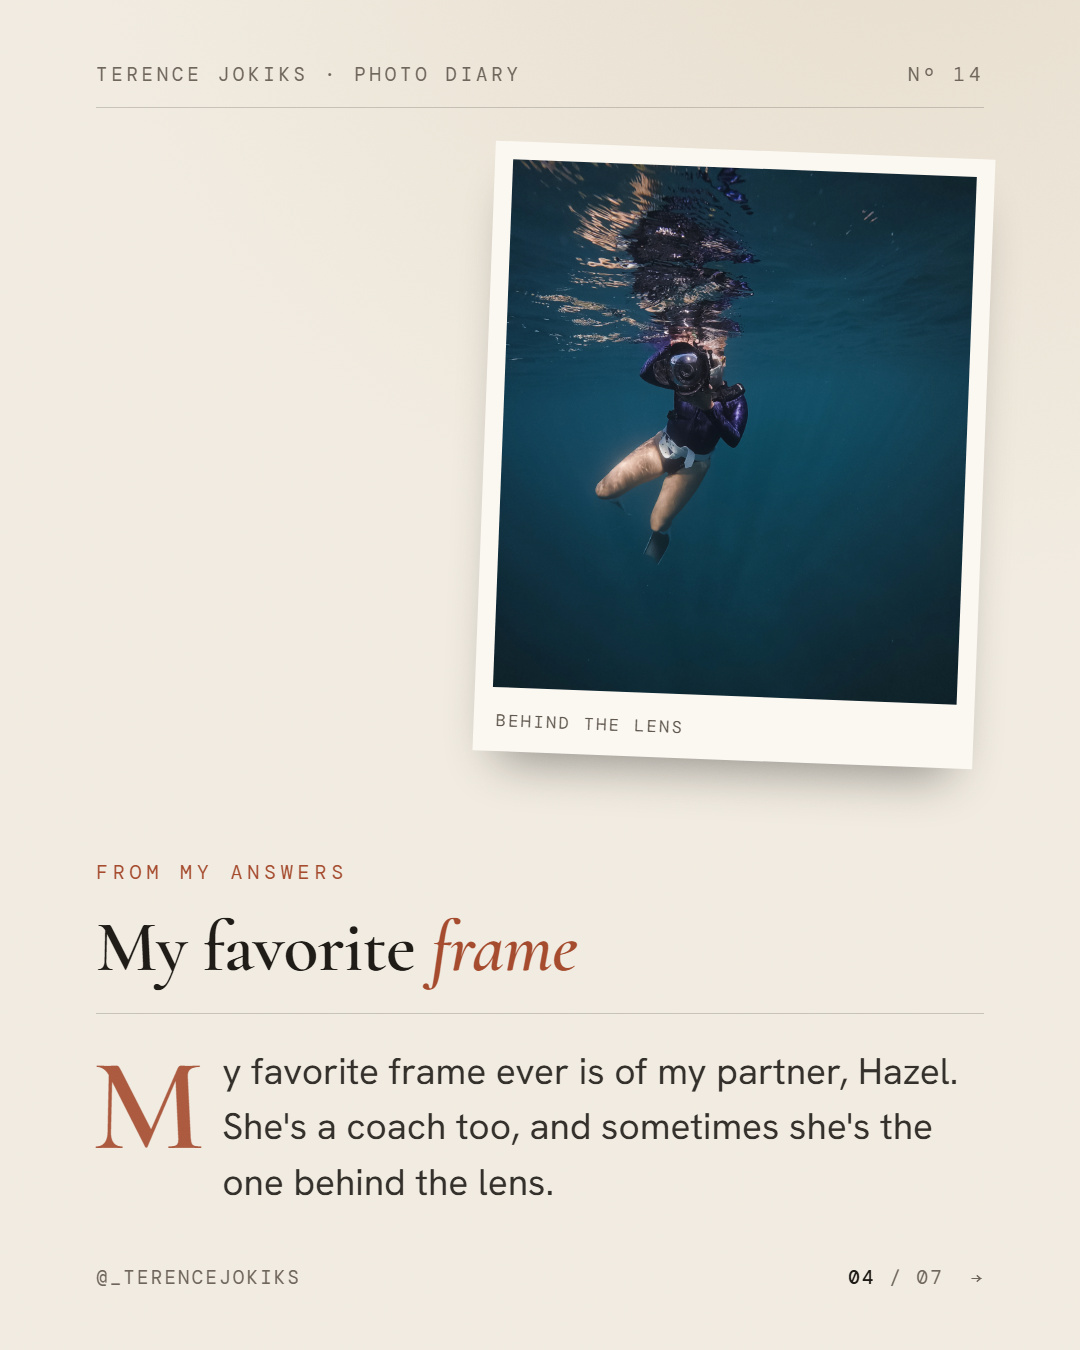 TERENCE JOKIKS · PHOTO DIARY
Nº 14
BEHIND THE LENS
FROM MY ANSWERS
My favorite frame
My favorite frame ever is of my partner, Hazel.
She's a coach too, and sometimes she's the
one behind the lens.
@_TERENCEJOKIKS
04 / 07 →